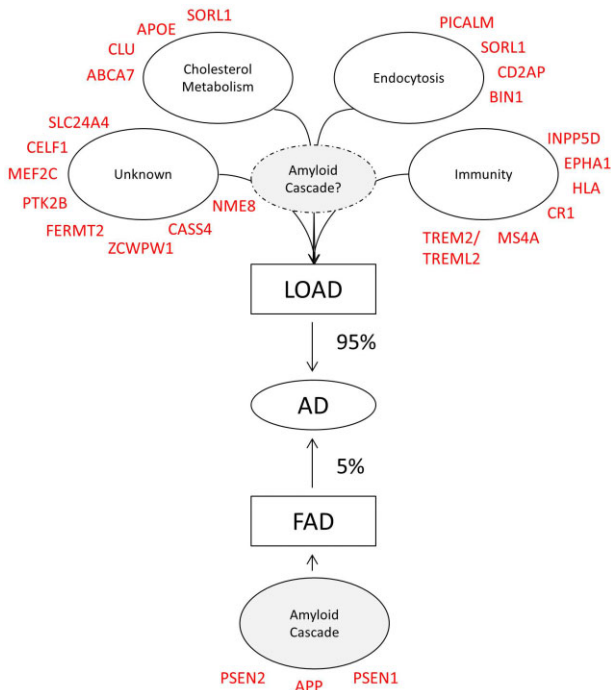 SORL1
APOE
CLU
ABCA7
Cholesterol
Metabolism
PICALM
SORL1
CD2AP
BIN1
Endocytosis
SLC24A4
CELF1
MEF2C
PTK2B
FERMT2
ZCWPW1
CASS4
NME8
Unknown
Amyloid
Cascade?
Immunity
INPP5D
EPHA1
HLA
CR1
MS4A
TREM2/
TREML2
LOAD
95%
AD
5%
FAD
Amyloid
Cascade
PSEN2
APP
PSEN1